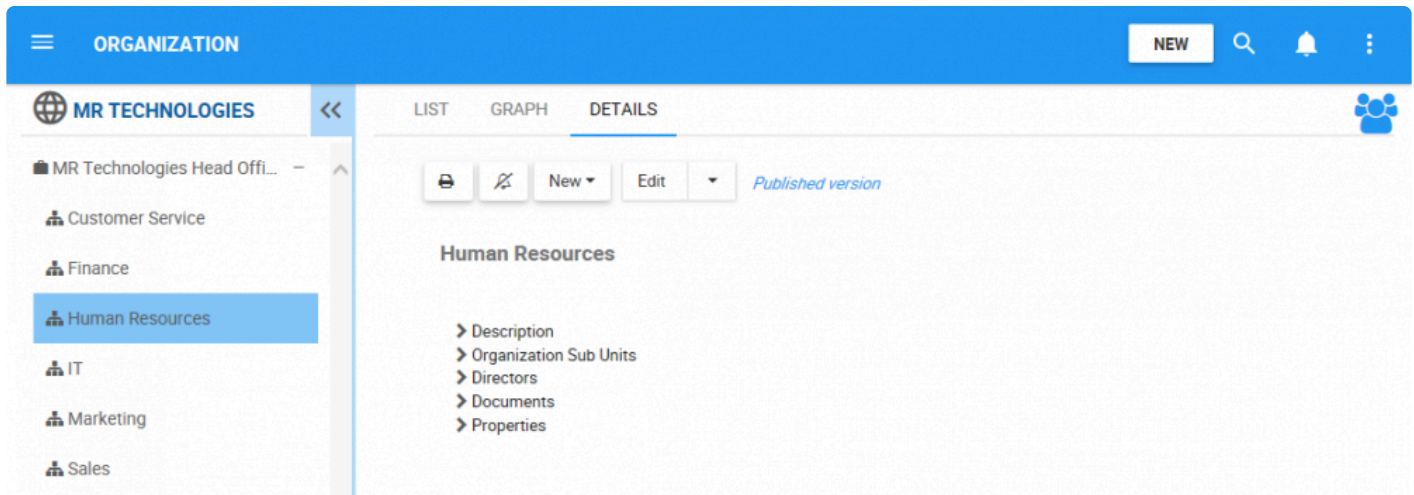 ORGANIZATION
NEW
MR TECHNOLOGIES
LIST GRAPH DETAILS
MR Technologies Head Offi...
Customer Service
Finance
Human Resources
IT
Marketing
Sales
New Edit Published version
Human Resources
Description
Organization Sub Units
Directors
Documents
Properties